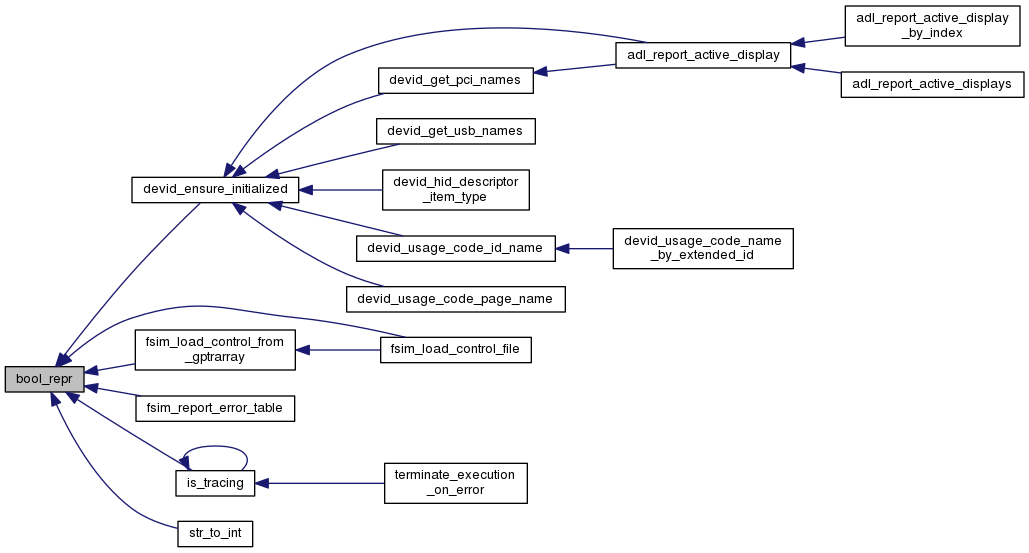 adl_report_active_display
_by_index
adl_report_active_display
adl_report_active_displays
devid_get_pci_names
devid_get_usb_names
devid_ensure_initialized
devid_hid_descriptor
_item_type
devid_usage_code_id_name
devid_usage_code_name
_by_extended_id
devid_usage_code_page_name
fsim_load_control_from
_gptrarray
fsim_load_control_file
bool_repr
fsim_report_error_table
is_tracing
terminate_execution
_on_error
str_to_int